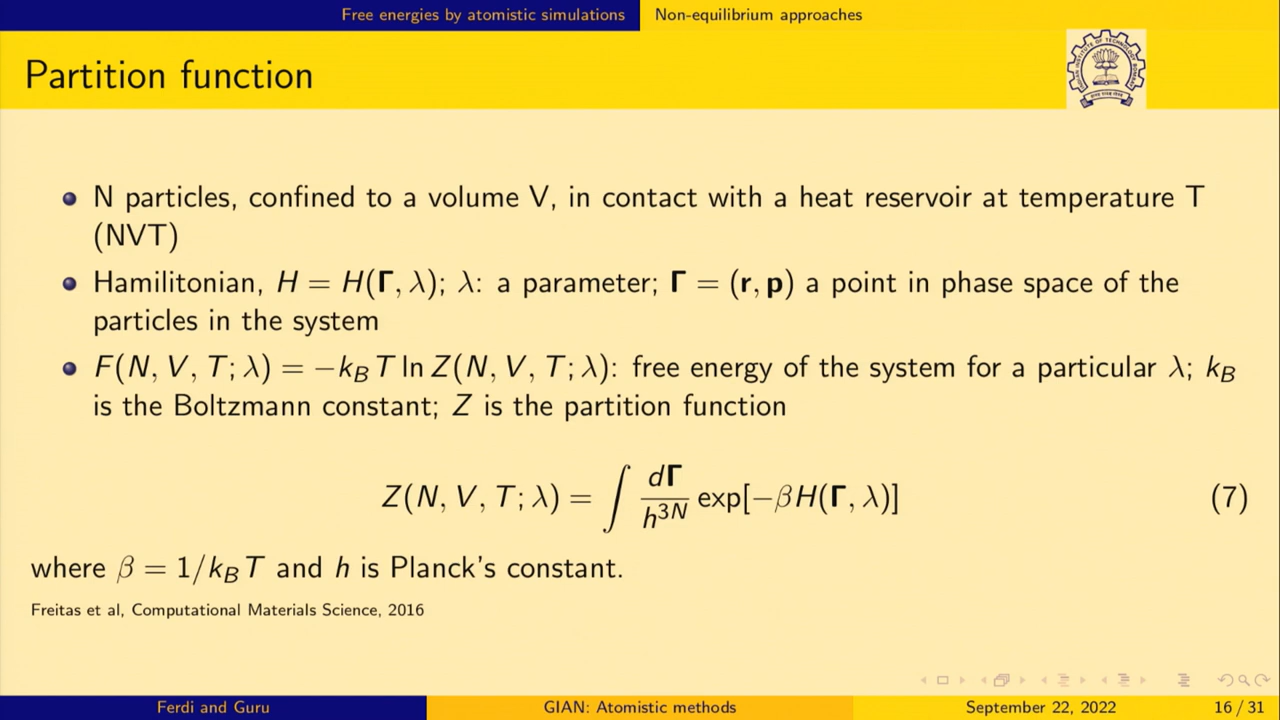 Free energies by atomistic simulations Non-equilibrium approaches
Partition function
N particles, confined to a volume V, in contact with a heat reservoir at temperature T
(NVT)
Hamilitonian, H = H(Γ, λ); λ: a parameter; Γ = (r, p) a point in phase space of the
particles in the system
F(N, V, T; λ) = −k_B T ln Z(N, V, T; λ): free energy of the system for a particular λ; k_B
is the Boltzmann constant; Z is the partition function
Z(N, V, T; λ) = ∫ dΓ/h^{3N} exp[−βH(Γ, λ)] (7)
where β = 1/k_B T and h is Planck's constant.
Freitas et al, Computational Materials Science, 2016
Ferdi and Guru GIAN: Atomistic methods September 22, 2022 16 / 31